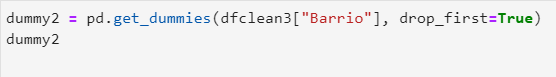 dummy2 = pd.get_dummies(dfclean3["Barrio"], drop_first=True)
dummy2